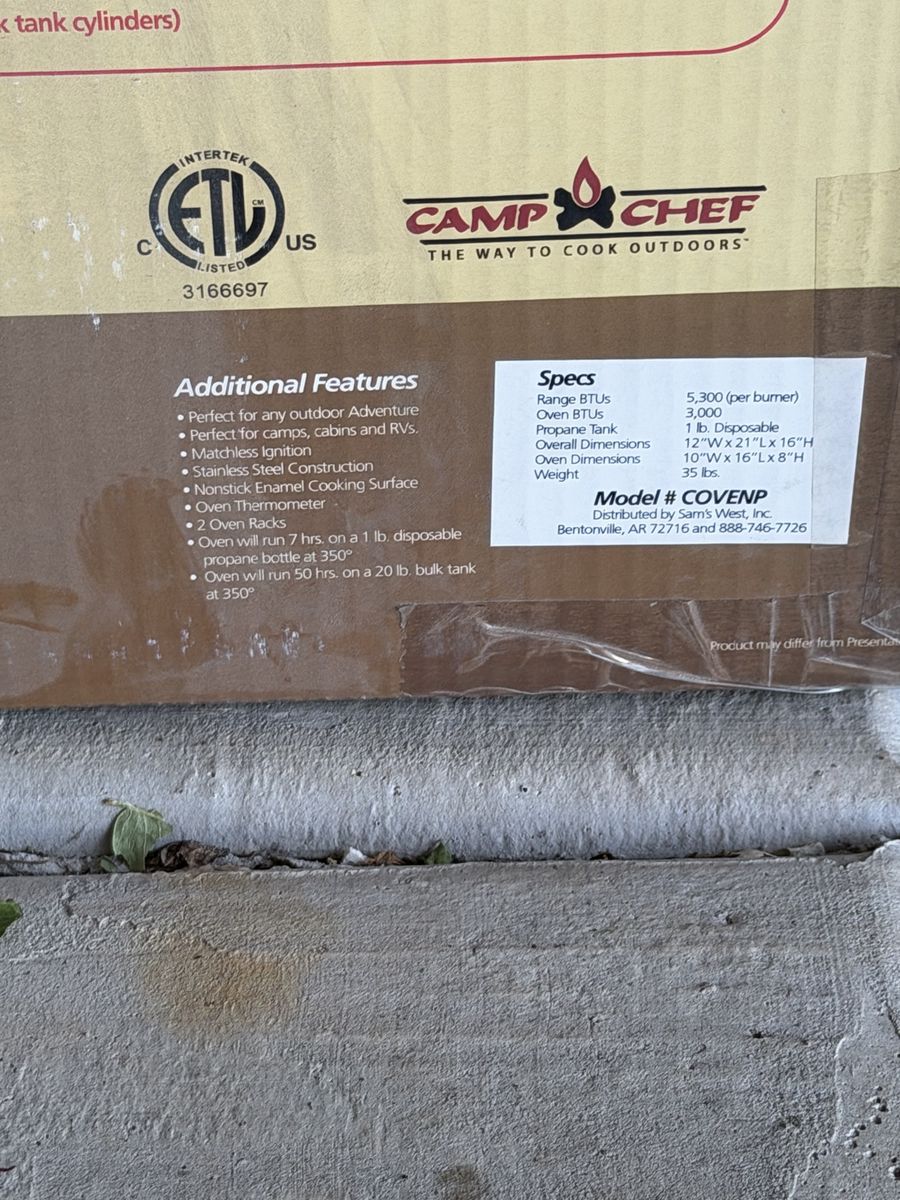 k tank cylinders)
INTERTEK
ETL CM
C US
LISTED
3166697
CAMP CHEF
THE WAY TO COOK OUTDOORS™
Additional Features
• Perfect for any outdoor Adventure
• Perfect for camps, cabins and RVs.
• Matchless Ignition
• Stainless Steel Construction
• Nonstick Enamel Cooking Surface
• Oven Thermometer
• 2 Oven Racks
• Oven will run 7 hrs. on a 1 lb. disposable
propane bottle at 350°
• Oven will run 50 hrs. on a 20 lb. bulk tank
at 350°
Specs
Range BTUs 5,300 (per burner)
Oven BTUs 3,000
Propane Tank 1 lb. Disposable
Overall Dimensions 12"W x 21"L x 16"H
Oven Dimensions 10"W x 16"L x 8"H
Weight 35 lbs.
Model # COVENP
Distributed by Sam's West, Inc.
Bentonville, AR 72716 and 888-746-7726
Product may differ from Presenta